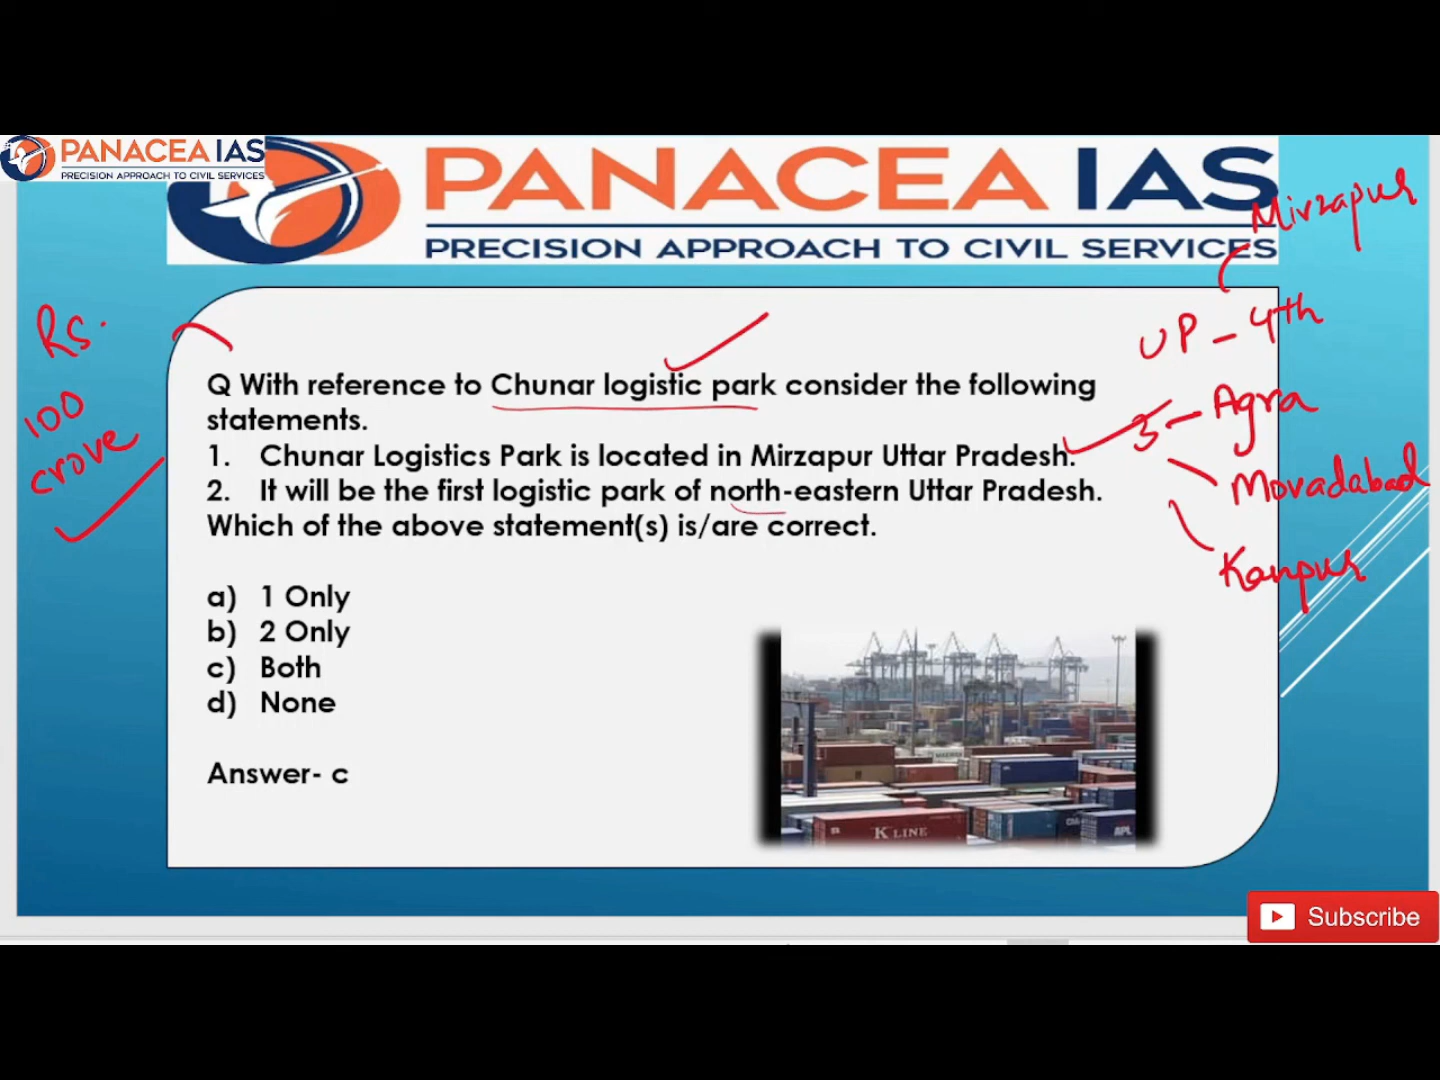 PANACEA IAS
PRECISION APPROACH TO CIVIL SERVICES
PANACEA IAS
PRECISION APPROACH TO CIVIL SERVICES
Mirzapur
UP - 4th
3 - Agra
Moradabad
Kanpur
Rs.
100
crore
Q With reference to Chunar logistic park consider the following
statements.
1. Chunar Logistics Park is located in Mirzapur Uttar Pradesh.
2. It will be the first logistic park of north-eastern Uttar Pradesh.
Which of the above statement(s) is/are correct.
a) 1 Only
b) 2 Only
c) Both
d) None
Answer- c
K LINE
APL
Subscribe